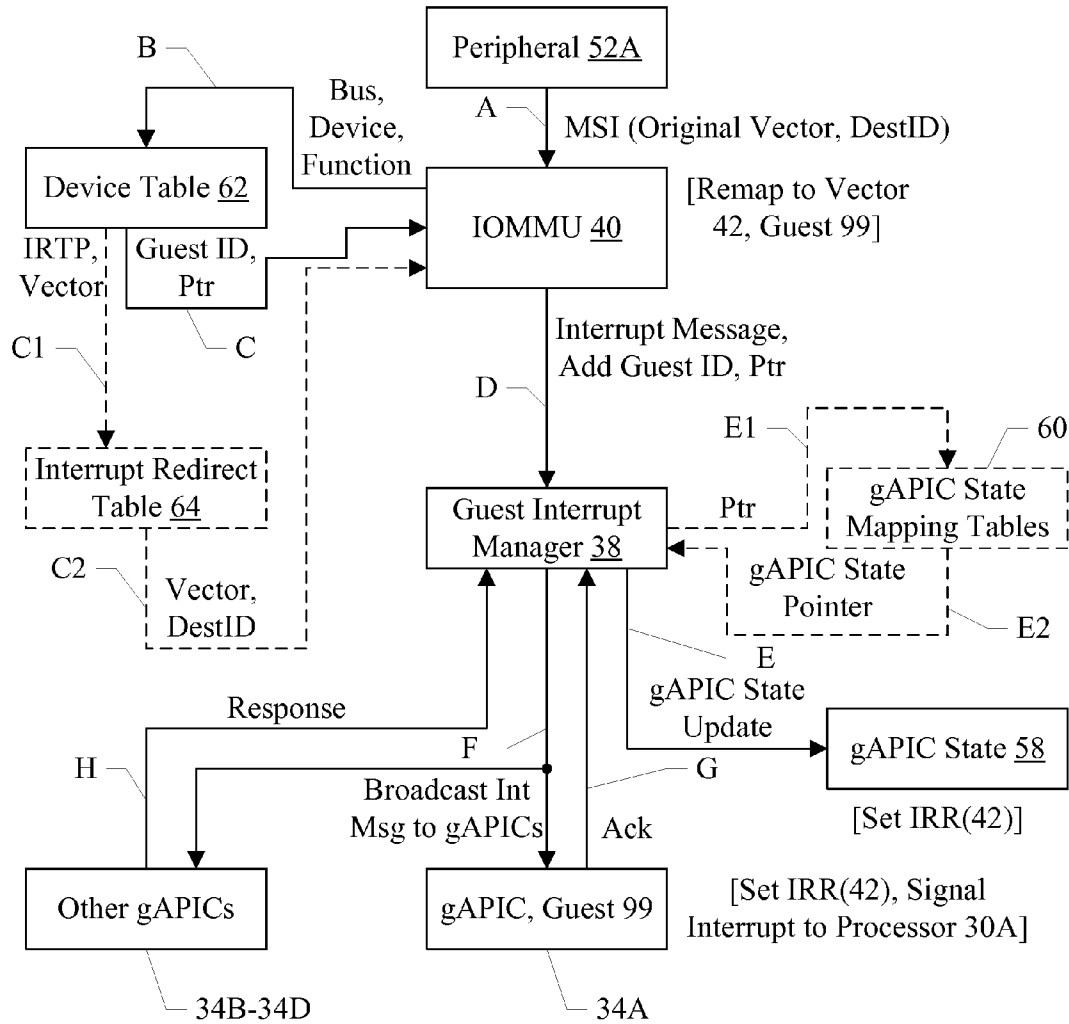 Peripheral 52A
B
A
MSI (Original Vector, DestID)
Bus,
Device,
Function
Device Table 62
IOMMU 40
[Remap to Vector
42, Guest 99]
IRTP,
Vector
Guest ID,
Ptr
C1
C
Interrupt Message,
Add Guest ID, Ptr
D
E1
60
Interrupt Redirect
Table 64
Guest Interrupt
Manager 38
Ptr
gAPIC State
Mapping Tables
C2
Vector,
DestID
gAPIC State
Pointer
E2
E
gAPIC State
Update
Response
H
F
G
gAPIC State 58
[Set IRR(42)]
Broadcast Int
Msg to gAPICs
Ack
Other gAPICs
gAPIC, Guest 99
[Set IRR(42), Signal
Interrupt to Processor 30A]
34B-34D
34A